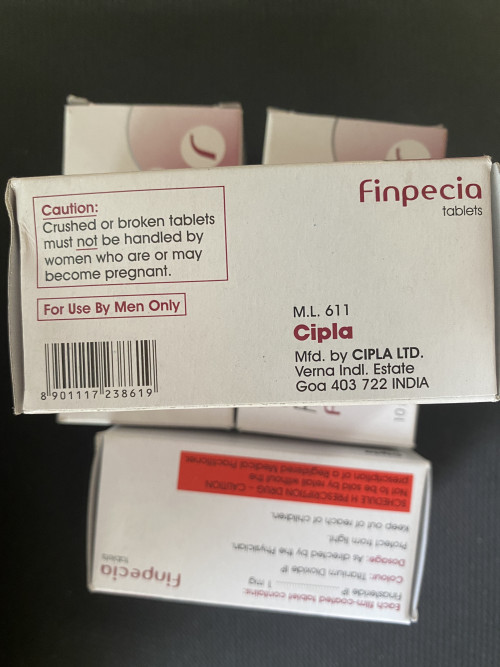 Finpecia
tablets
Caution:
Crushed or broken tablets
must not be handled by
women who are or may
become pregnant.
For Use By Men Only
8 901117 238619
M.L. 611
Cipla
Mfd. by CIPLA LTD.
Verna Indl. Estate
Goa 403 722 INDIA
Finpecia
tablets
Each film-coated tablet contains:
Finasteride IP 1 mg
Colour: Titanium Dioxide IP
Dosage: As directed by the Physician.
Protect from light.
Keep out of reach of children.
SCHEDULE H PRESCRIPTION DRUG - CAUTION
Not to be sold by retail without the
prescription of a Registered Medical Practitioner.